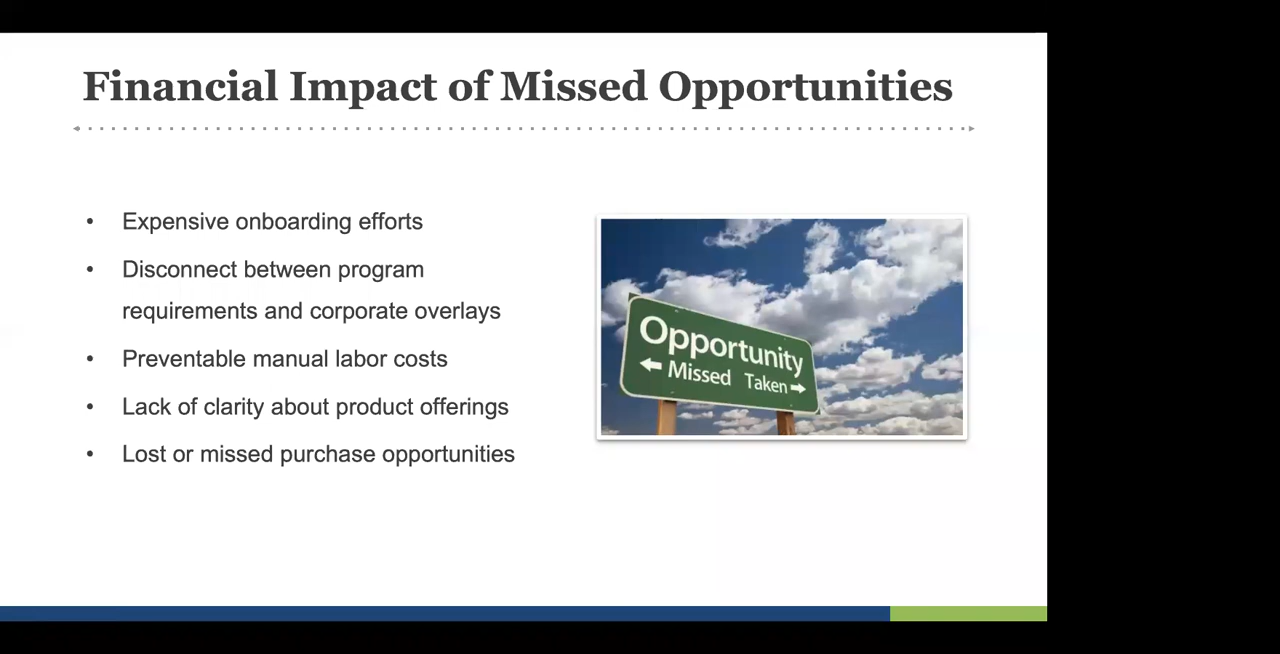 Financial Impact of Missed Opportunities
• Expensive onboarding efforts
• Disconnect between program
requirements and corporate overlays
• Preventable manual labor costs
• Lack of clarity about product offerings
• Lost or missed purchase opportunities
Opportunity
← Missed Taken →